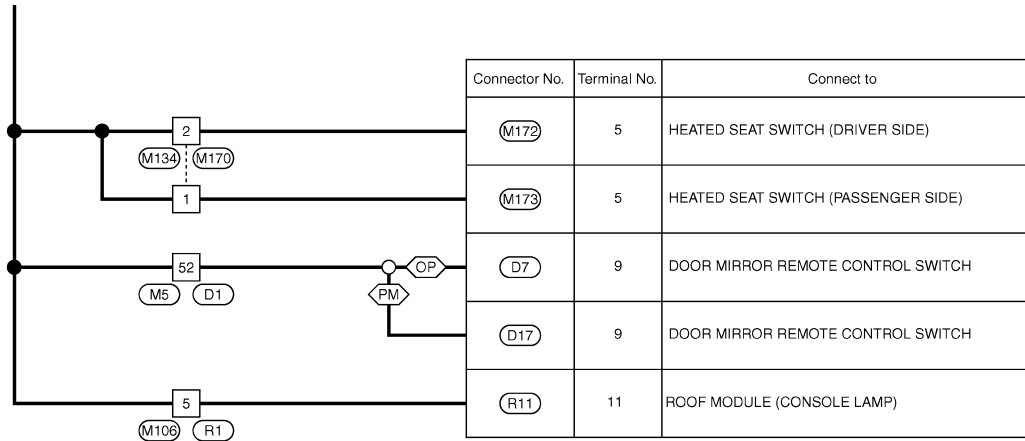 Connector No. Terminal No. Connect to
2 M172 5 HEATED SEAT SWITCH (DRIVER SIDE)
M134 M170
1 M173 5 HEATED SEAT SWITCH (PASSENGER SIDE)
52 OP D7 9 DOOR MIRROR REMOTE CONTROL SWITCH
M5 D1 PM
D17 9 DOOR MIRROR REMOTE CONTROL SWITCH
5 R11 11 ROOF MODULE (CONSOLE LAMP)
M106 R1